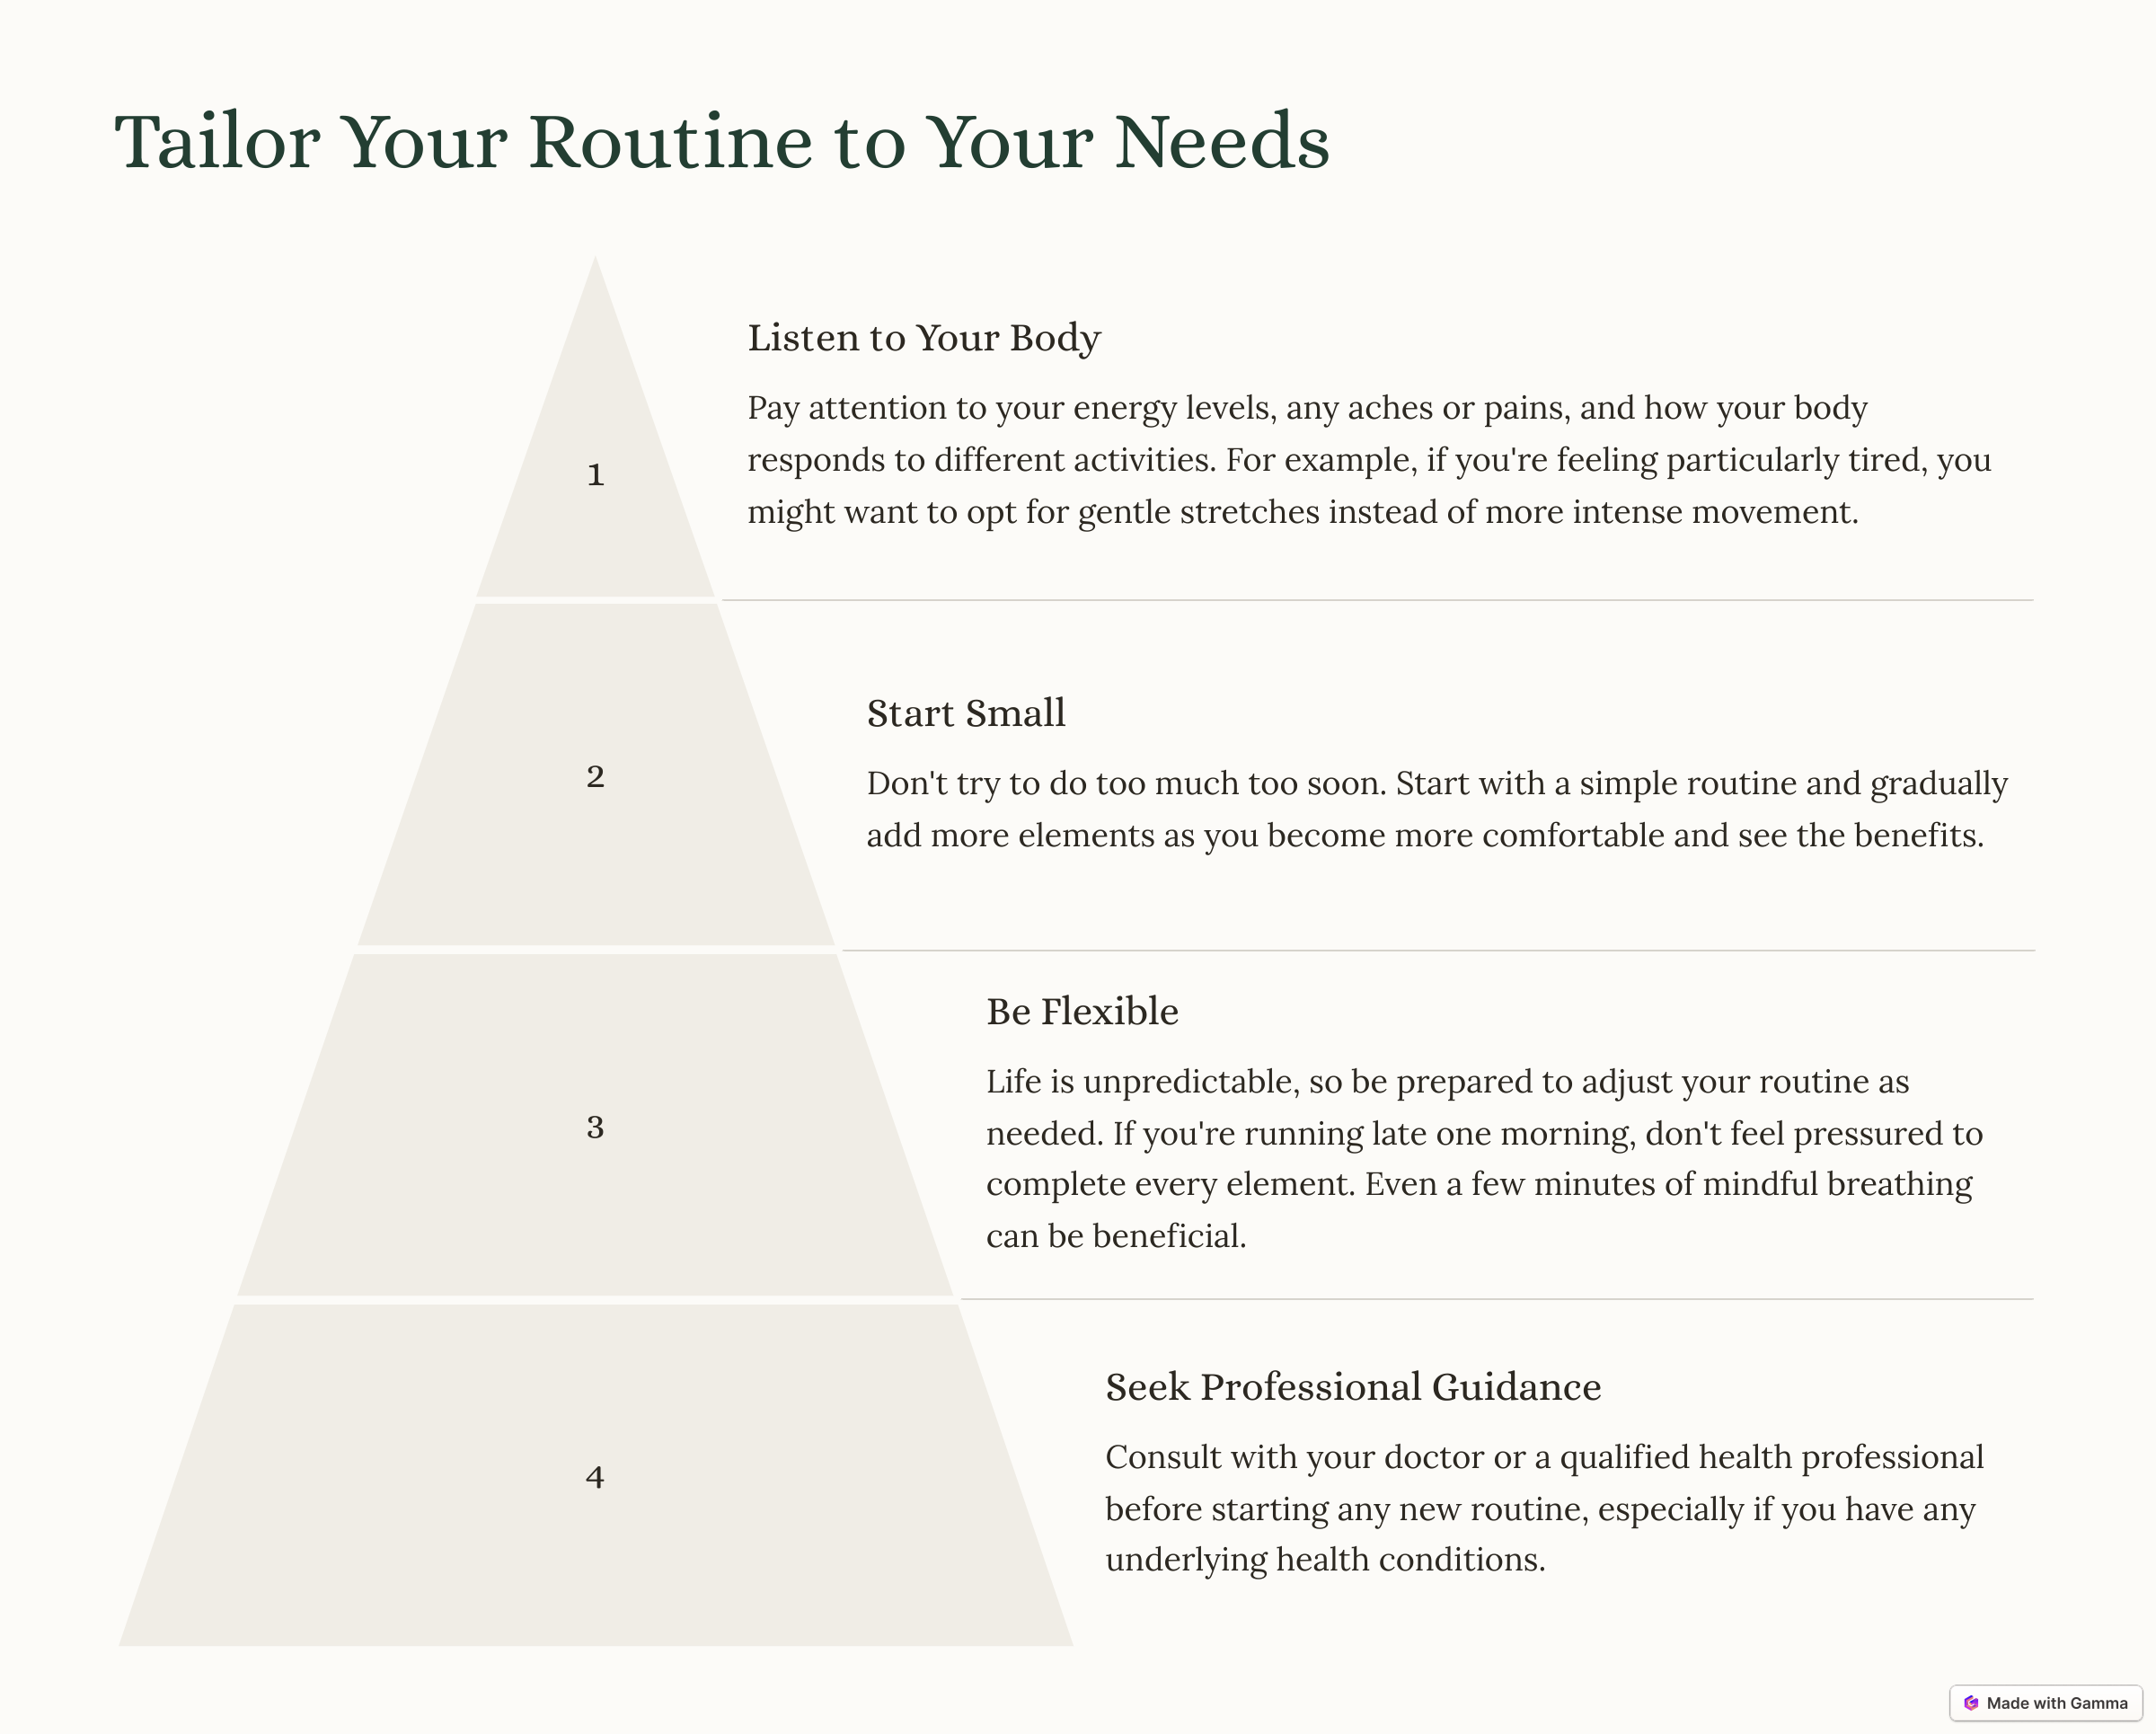 Tailor Your Routine to Your Needs
1
Listen to Your Body
Pay attention to your energy levels, any aches or pains, and how your body
responds to different activities. For example, if you're feeling particularly tired, you
might want to opt for gentle stretches instead of more intense movement.
2
Start Small
Don't try to do too much too soon. Start with a simple routine and gradually
add more elements as you become more comfortable and see the benefits.
3
Be Flexible
Life is unpredictable, so be prepared to adjust your routine as
needed. If you're running late one morning, don't feel pressured to
complete every element. Even a few minutes of mindful breathing
can be beneficial.
4
Seek Professional Guidance
Consult with your doctor or a qualified health professional
before starting any new routine, especially if you have any
underlying health conditions.
Made with Gamma